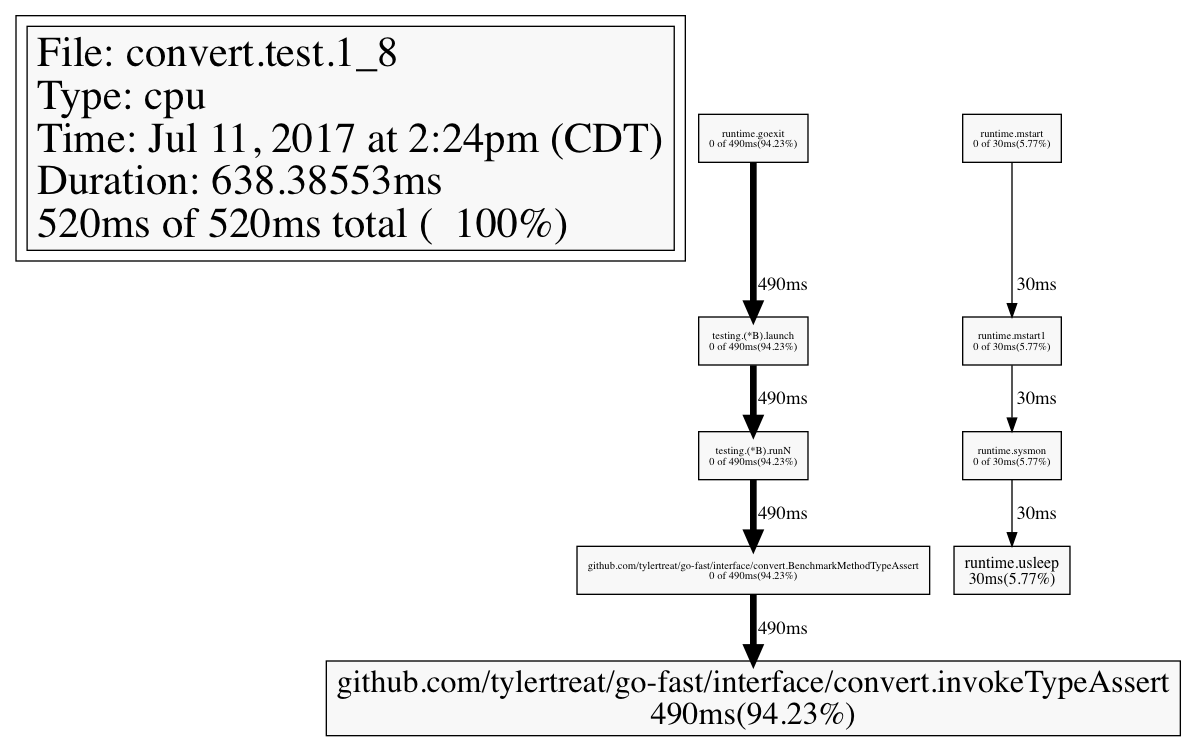 File: convert.test.1_8
Type: cpu
Time: Jul 11, 2017 at 2:24pm (CDT)
Duration: 638.38553ms
520ms of 520ms total (  100%)
runtime.goexit
0 of 490ms(94.23%)
490ms
testing.(*B).launch
0 of 490ms(94.23%)
490ms
testing.(*B).runN
0 of 490ms(94.23%)
490ms
github.com/tylertreat/go-fast/interface/convert.BenchmarkMethodTypeAssert
0 of 490ms(94.23%)
490ms
github.com/tylertreat/go-fast/interface/convert.invokeTypeAssert
490ms(94.23%)
runtime.mstart
0 of 30ms(5.77%)
30ms
runtime.mstart1
0 of 30ms(5.77%)
30ms
runtime.sysmon
0 of 30ms(5.77%)
30ms
runtime.usleep
30ms(5.77%)